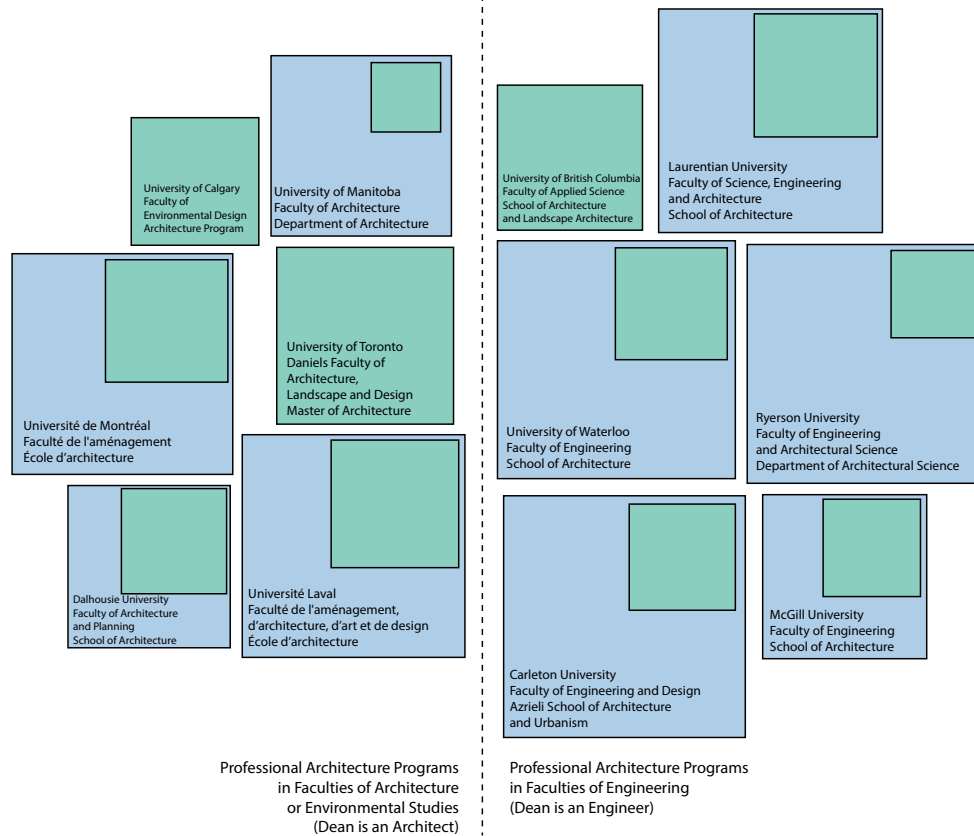 University of Calgary
Faculty of
Environmental Design
Architecture Program
University of Manitoba
Faculty of Architecture
Department of Architecture
University of Toronto
Daniels Faculty of
Architecture,
Landscape and Design
Master of Architecture
Université de Montréal
Faculté de l'aménagement
École d'architecture
Dalhousie University
Faculty of Architecture
and Planning
School of Architecture
Université Laval
Faculté de l'aménagement,
d'architecture, d'art et de design
École d'architecture
Professional Architecture Programs
in Faculties of Architecture
or Environmental Studies
(Dean is an Architect)
University of British Columbia
Faculty of Applied Science
School of Architecture
and Landscape Architecture
Laurentian University
Faculty of Science, Engineering
and Architecture
School of Architecture
University of Waterloo
Faculty of Engineering
School of Architecture
Ryerson University
Faculty of Engineering
and Architectural Science
Department of Architectural Science
Carleton University
Faculty of Engineering and Design
Azrieli School of Architecture
and Urbanism
McGill University
Faculty of Engineering
School of Architecture
Professional Architecture Programs
in Faculties of Engineering
(Dean is an Engineer)